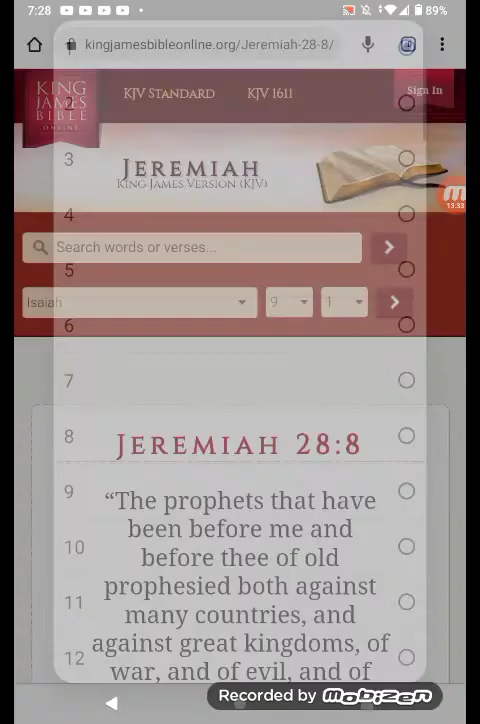 7:28
89%
kingjamesbibleonline.org/Jeremiah-28-8/
KING
JAMES
BIBLE
ONLINE
KJV STANDARD
KJV 1611
Sign In
2
3
JEREMIAH
KING JAMES VERSION (KJV)
13:33
4
Search words or verses...
5
Isaiah
9
1
6
7
8
JEREMIAH 28:8
9
“The prophets that have
been before me and
10
before thee of old
prophesied both against
11
many countries, and
against great kingdoms, of
12
war, and of evil, and of
Recorded by mobizen